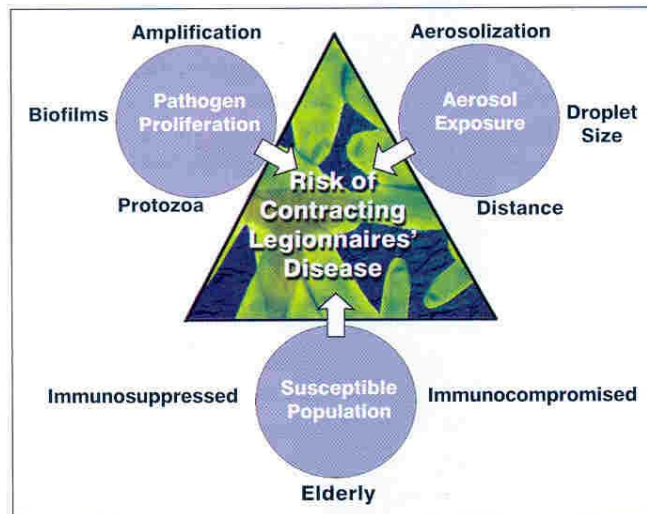 Amplification
Aerosolization
Biofilms
Pathogen
Proliferation
Aerosol
Exposure
Droplet
Size
Protozoa
Distance
Risk of
Contracting
Legionnaires'
Disease
Immunosuppressed
Susceptible
Population
Immunocompromised
Elderly